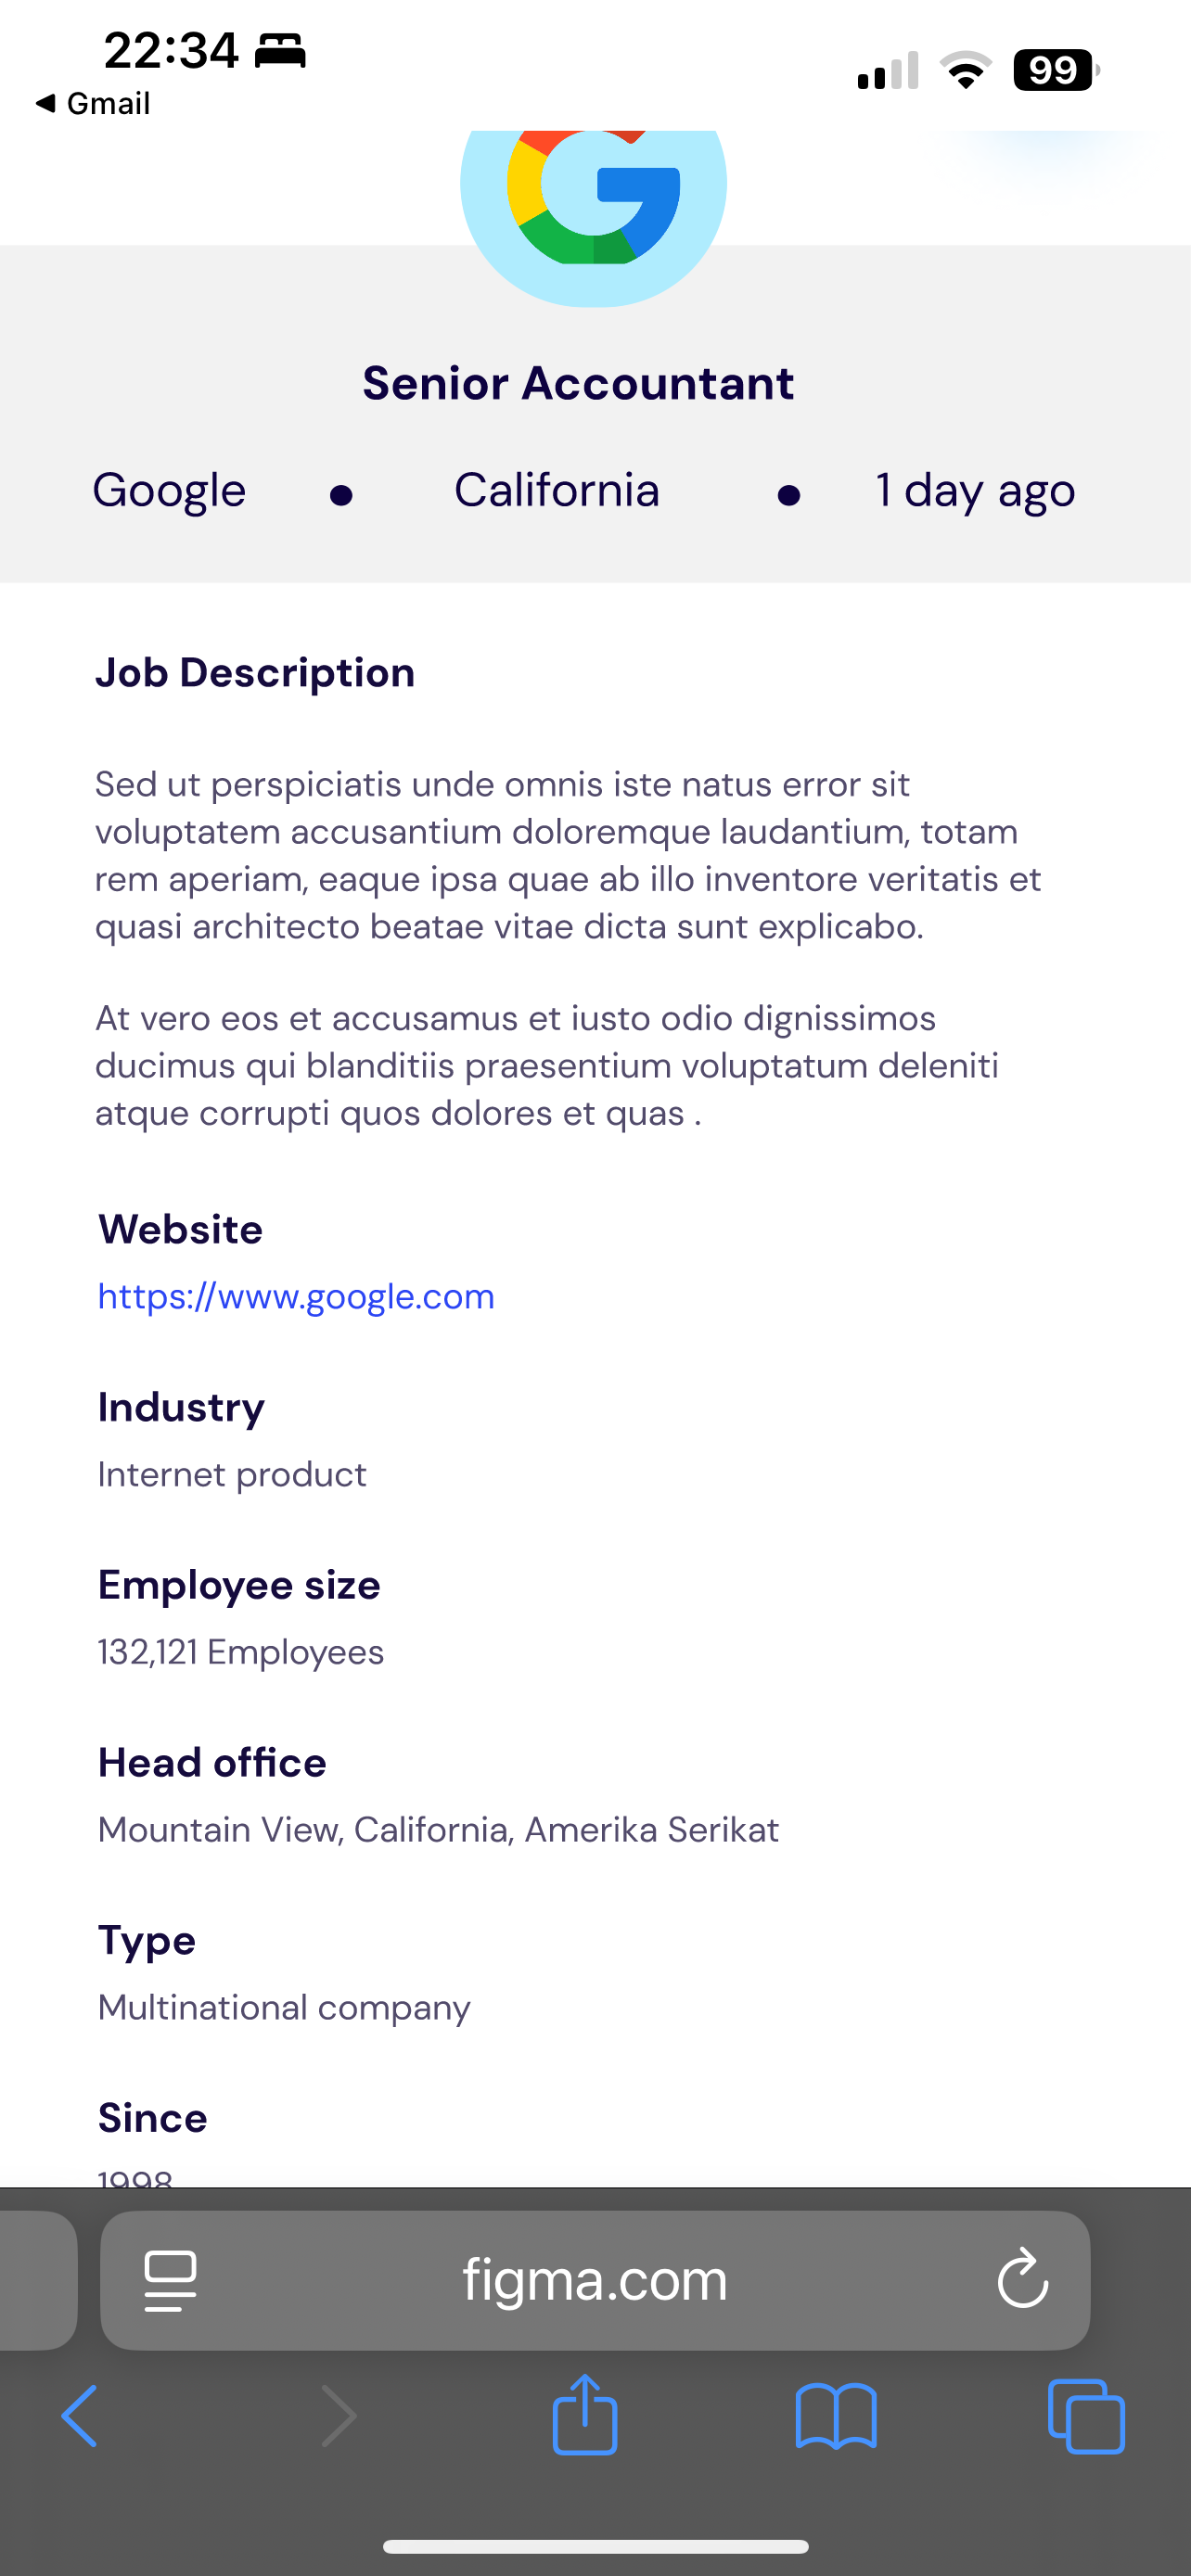 22:34
Gmail
99
Senior Accountant
Google • California • 1 day ago
Job Description
Sed ut perspiciatis unde omnis iste natus error sit
voluptatem accusantium doloremque laudantium, totam
rem aperiam, eaque ipsa quae ab illo inventore veritatis et
quasi architecto beatae vitae dicta sunt explicabo.
At vero eos et accusamus et iusto odio dignissimos
ducimus qui blanditiis praesentium voluptatum deleniti
atque corrupti quos dolores et quas .
Website
https://www.google.com
Industry
Internet product
Employee size
132,121 Employees
Head office
Mountain View, California, Amerika Serikat
Type
Multinational company
Since
1998
figma.com